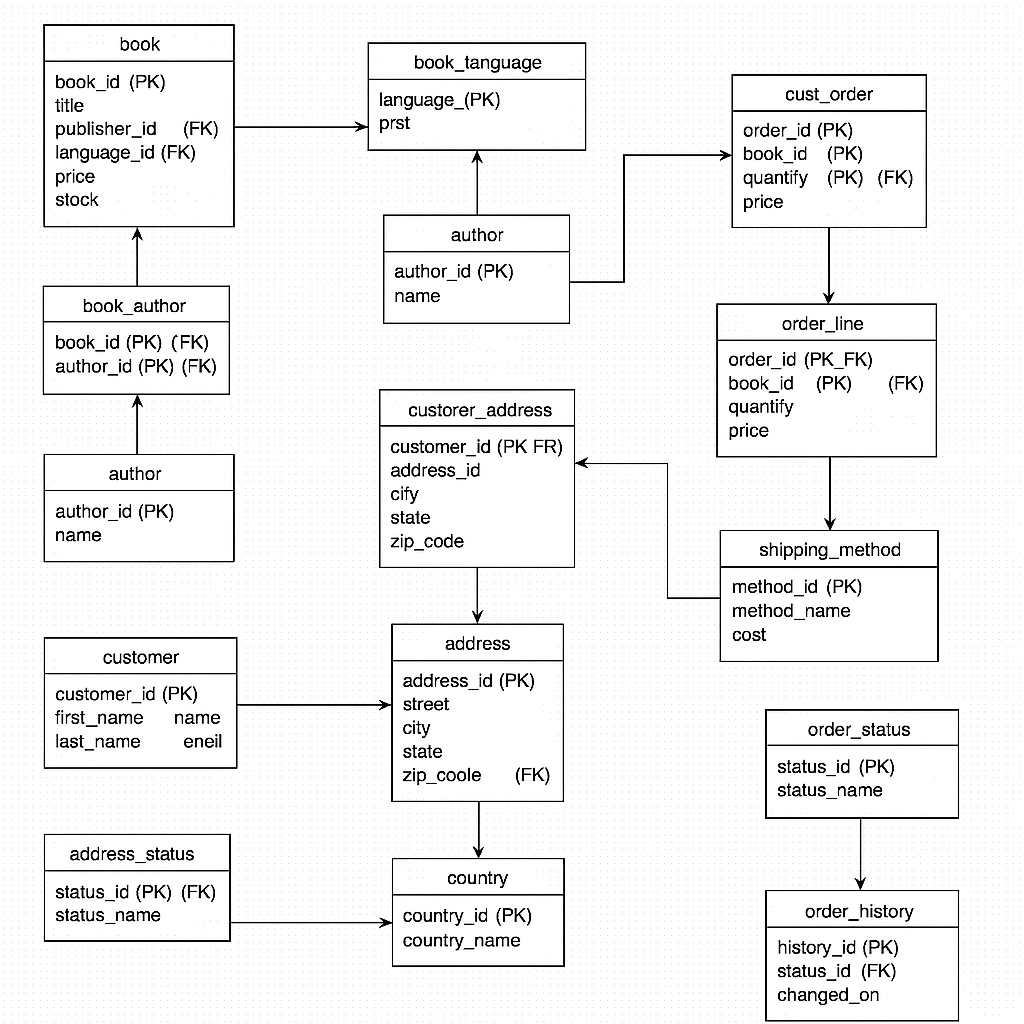 book
book_id (PK)
title
publisher_id (FK)
language_id (FK)
price
stock
book_tanguage
language_(PK)
prst
cust_order
order_id (PK)
book_id (PK)
quantify (PK) (FK)
price
author
author_id (PK)
name
book_author
book_id (PK) (FK)
author_id (PK) (FK)
order_line
order_id (PK_FK)
book_id (PK) (FK)
quantify
price
author
author_id (PK)
name
custorer_address
customer_id (PK FR)
address_id
cify
state
zip_code
shipping_method
method_id (PK)
method_name
cost
customer
customer_id (PK)
first_name name
last_name eneil
address
address_id (PK)
street
city
state
zip_coole (FK)
order_status
status_id (PK)
status_name
address_status
status_id (PK) (FK)
status_name
country
country_id (PK)
country_name
order_history
history_id (PK)
status_id (FK)
changed_on